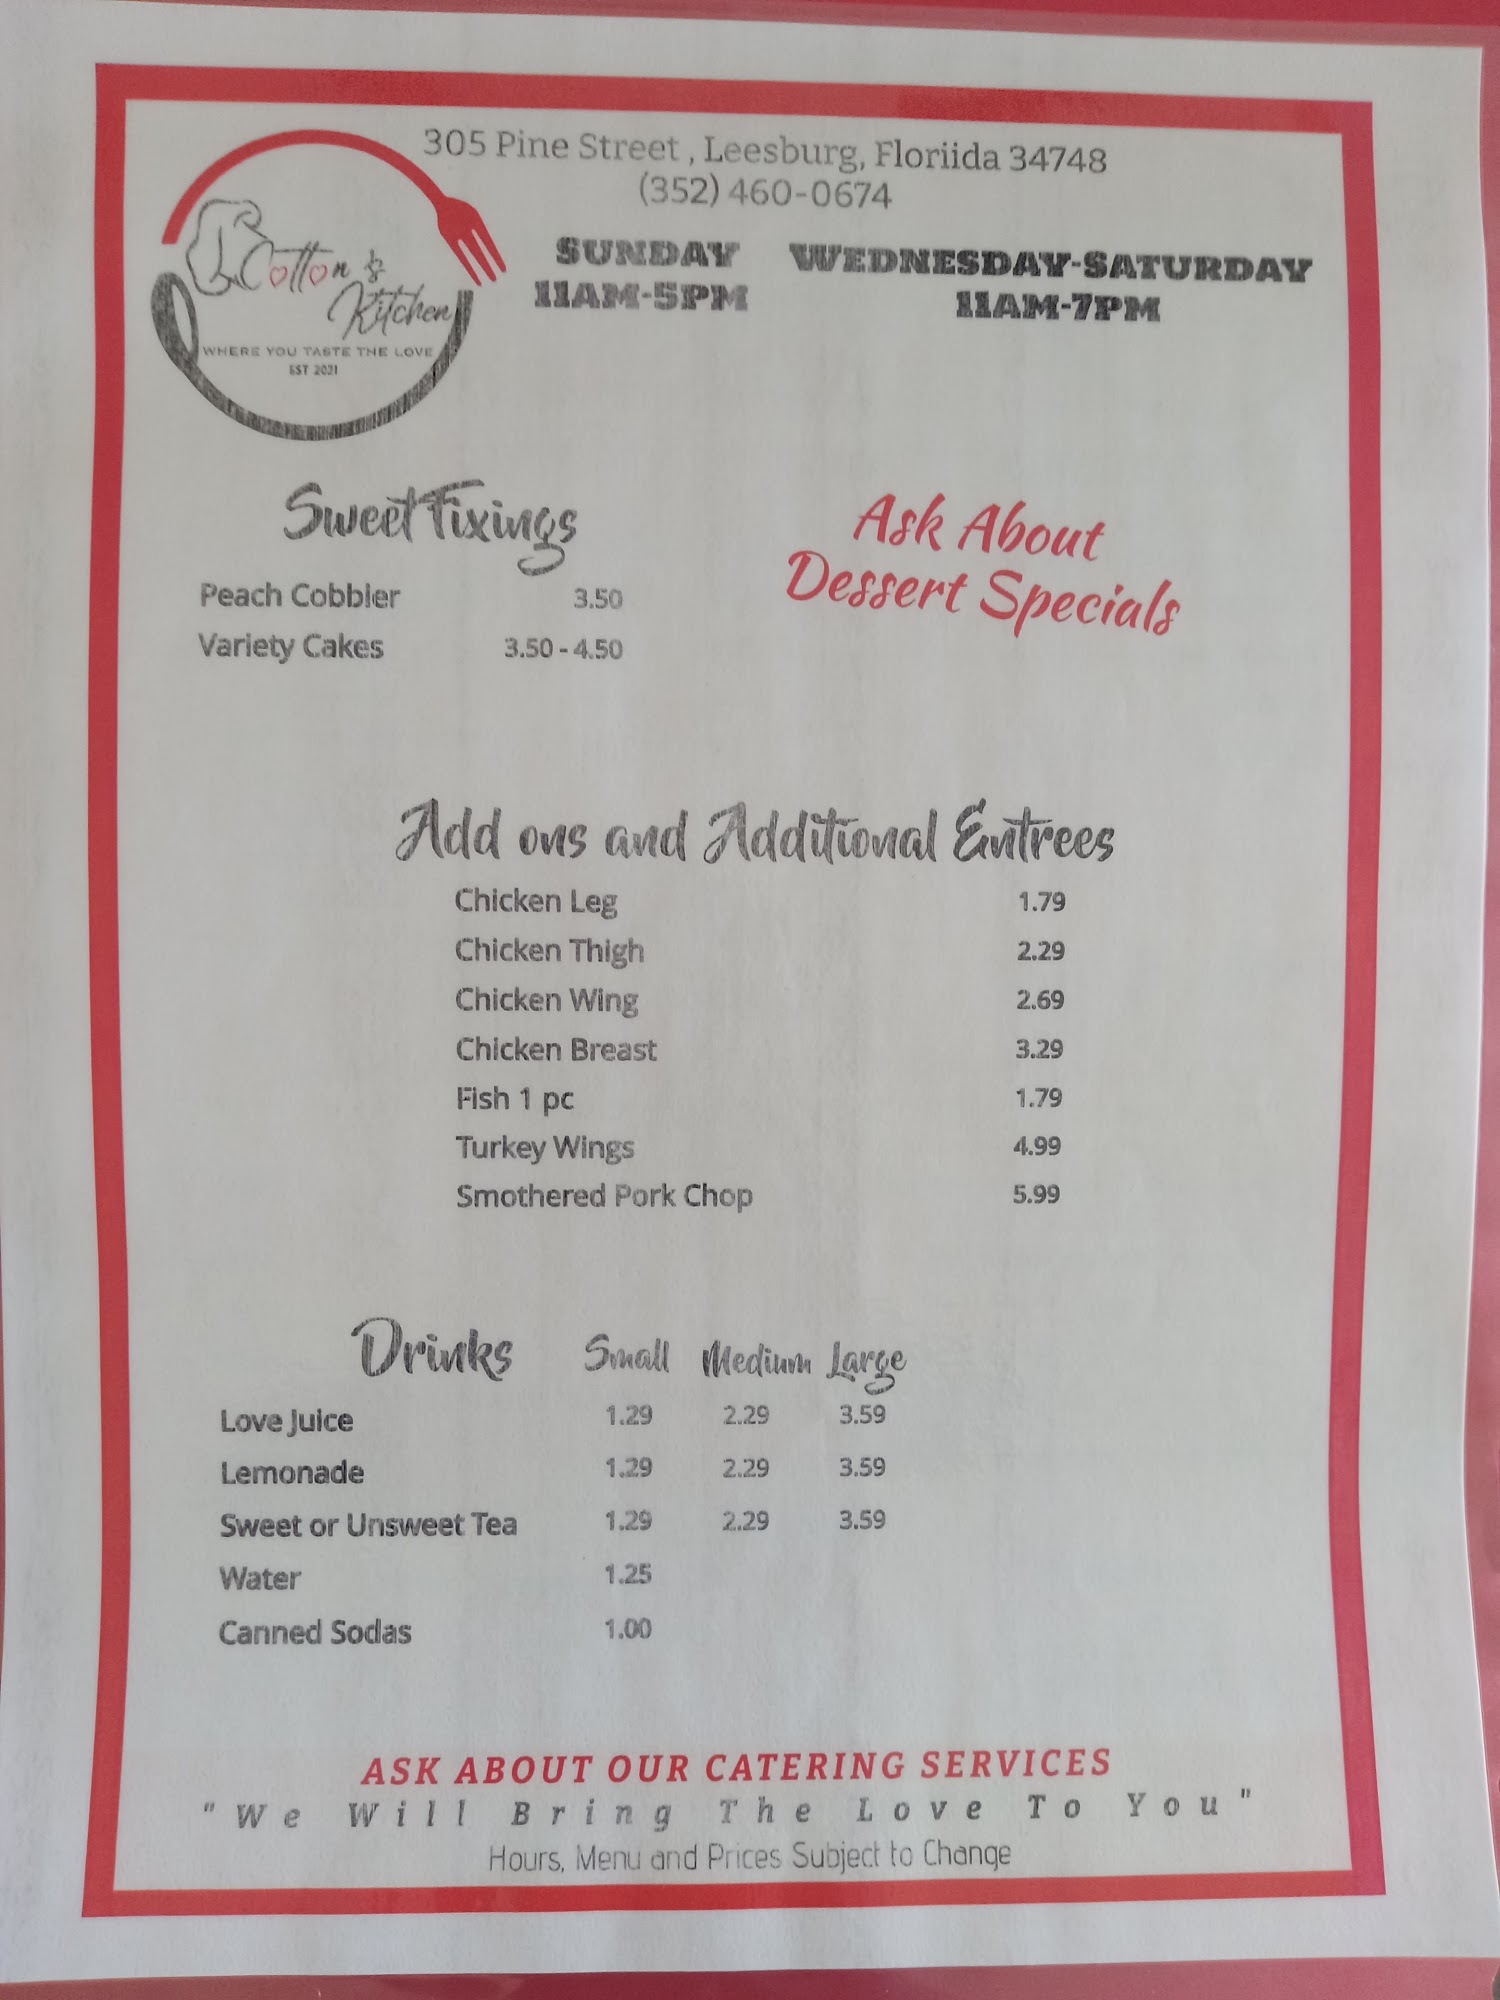 305 Pine Street , Leesburg, Floriida 34748
(352) 460-0674
Cotton's
Kitchen
WHERE YOU TASTE THE LOVE
EST 2021
SUNDAY
11AM-5PM
WEDNESDAY-SATURDAY
11AM-7PM
Sweet Fixings
Peach Cobbler 3.50
Variety Cakes 3.50 - 4.50
Ask About
Dessert Specials
Add ons and Additional Entrees
Chicken Leg 1.79
Chicken Thigh 2.29
Chicken Wing 2.69
Chicken Breast 3.29
Fish 1 pc 1.79
Turkey Wings 4.99
Smothered Pork Chop 5.99
Drinks Small Medium Large
Love Juice 1.29 2.29 3.59
Lemonade 1.29 2.29 3.59
Sweet or Unsweet Tea 1.29 2.29 3.59
Water 1.25
Canned Sodas 1.00
ASK ABOUT OUR CATERING SERVICES
"We Will Bring The Love To You"
Hours, Menu and Prices Subject to Change